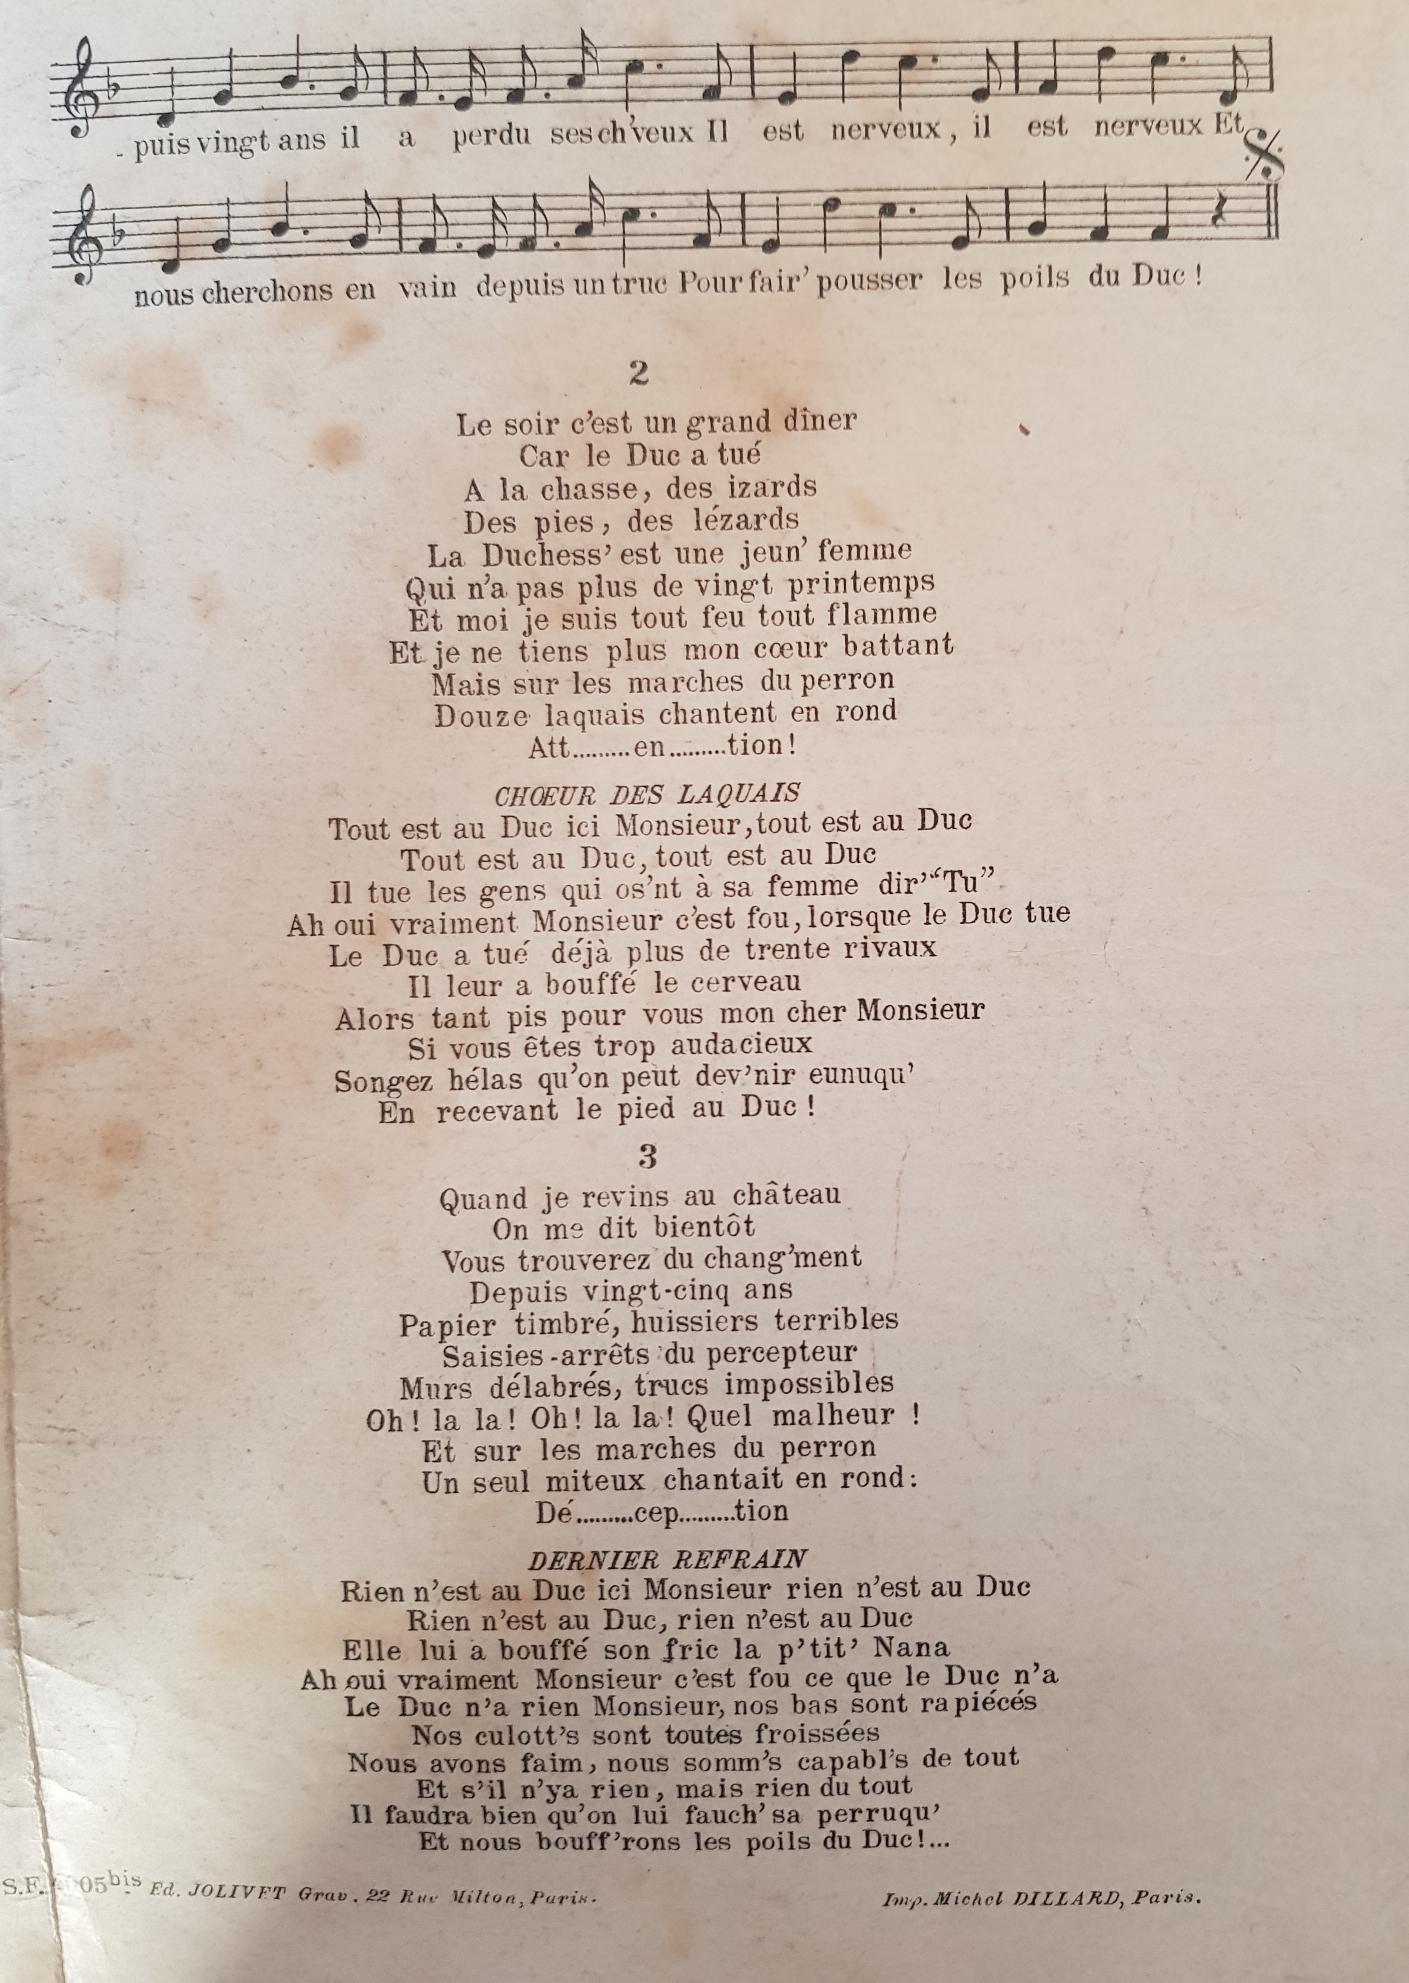 - puis vingt ans il a perdu ses ch'veux Il est nerveux, il est nerveux Et
nous cherchons en vain depuis un truc Pour fair' pousser les poils du Duc!
2
Le soir c'est un grand dîner
Car le Duc a tué
A la chasse, des izards
Des pies, des lézards
La Duchess' est une jeun' femme
Qui n'a pas plus de vingt printemps
Et moi je suis tout feu tout flamme
Et je ne tiens plus mon cœur battant
Mais sur les marches du perron
Douze laquais chantent en rond
Att.........en.........tion!
CHŒUR DES LAQUAIS
Tout est au Duc ici Monsieur, tout est au Duc
Tout est au Duc, tout est au Duc
Il tue les gens qui os'nt à sa femme dir' "Tu"
Ah oui vraiment Monsieur c'est fou, lorsque le Duc tue
Le Duc a tué déjà plus de trente rivaux
Il leur a bouffé le cerveau
Alors tant pis pour vous mon cher Monsieur
Si vous êtes trop audacieux
Songez hélas qu'on peut dev'nir eunuqu'
En recevant le pied au Duc!
3
Quand je revins au château
On me dit bientôt
Vous trouverez du chang'ment
Depuis vingt-cinq ans
Papier timbré, huissiers terribles
Saisies-arrêts du percepteur
Murs délabrés, trucs impossibles
Oh! la la! Oh! la la! Quel malheur!
Et sur les marches du perron
Un seul miteux chantait en rond:
Dé.........cep.........tion
DERNIER REFRAIN
Rien n'est au Duc ici Monsieur rien n'est au Duc
Rien n'est au Duc, rien n'est au Duc
Elle lui a bouffé son fric la p'tit' Nana
Ah oui vraiment Monsieur c'est fou ce que le Duc n'a
Le Duc n'a rien Monsieur, nos bas sont rapiécés
Nos culott's sont toutes froissées
Nous avons faim, nous somm's capabl's de tout
Et s'il n'ya rien, mais rien du tout
Il faudra bien qu'on lui fauch' sa perruqu'
Et nous bouff'rons les poils du Duc!...
S.F. 05bis Ed. JOLIVET Grav. 22 Rue Milton, Paris.
Imp. Michel DILLARD, Paris.